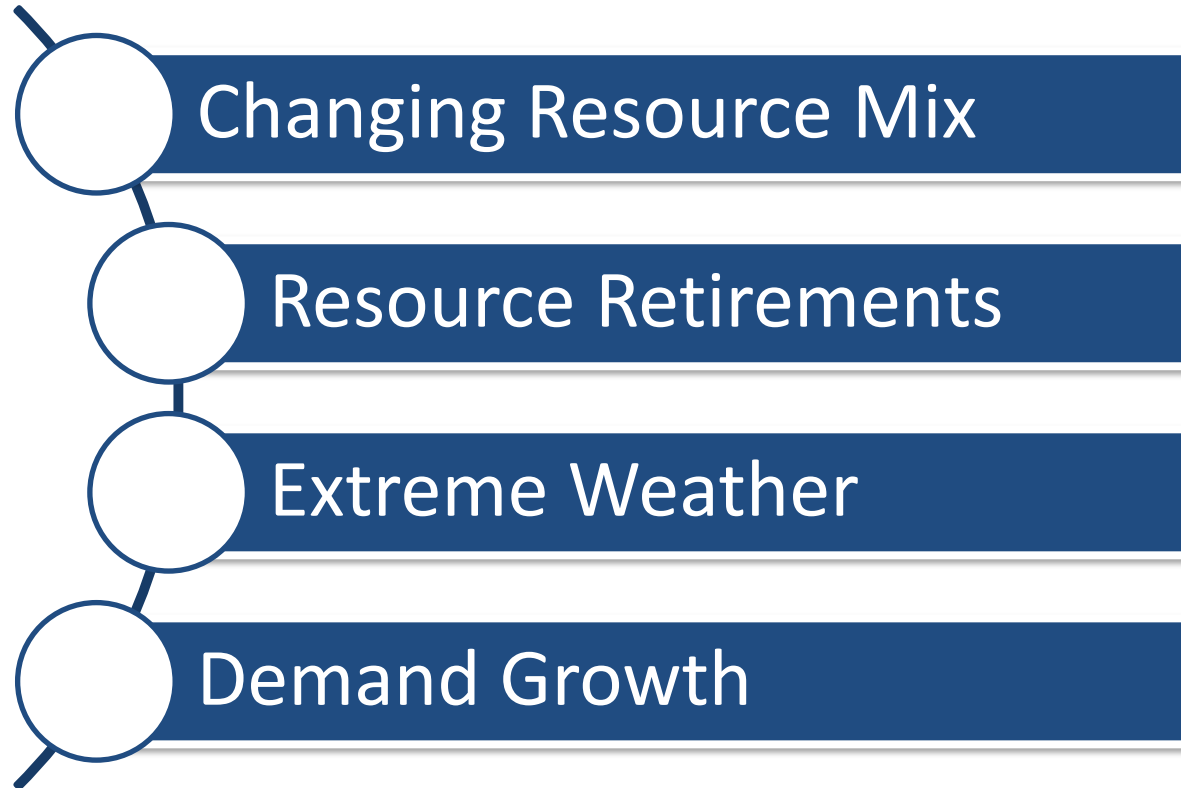 Changing Resource Mix
Resource Retirements
Extreme Weather
Demand Growth